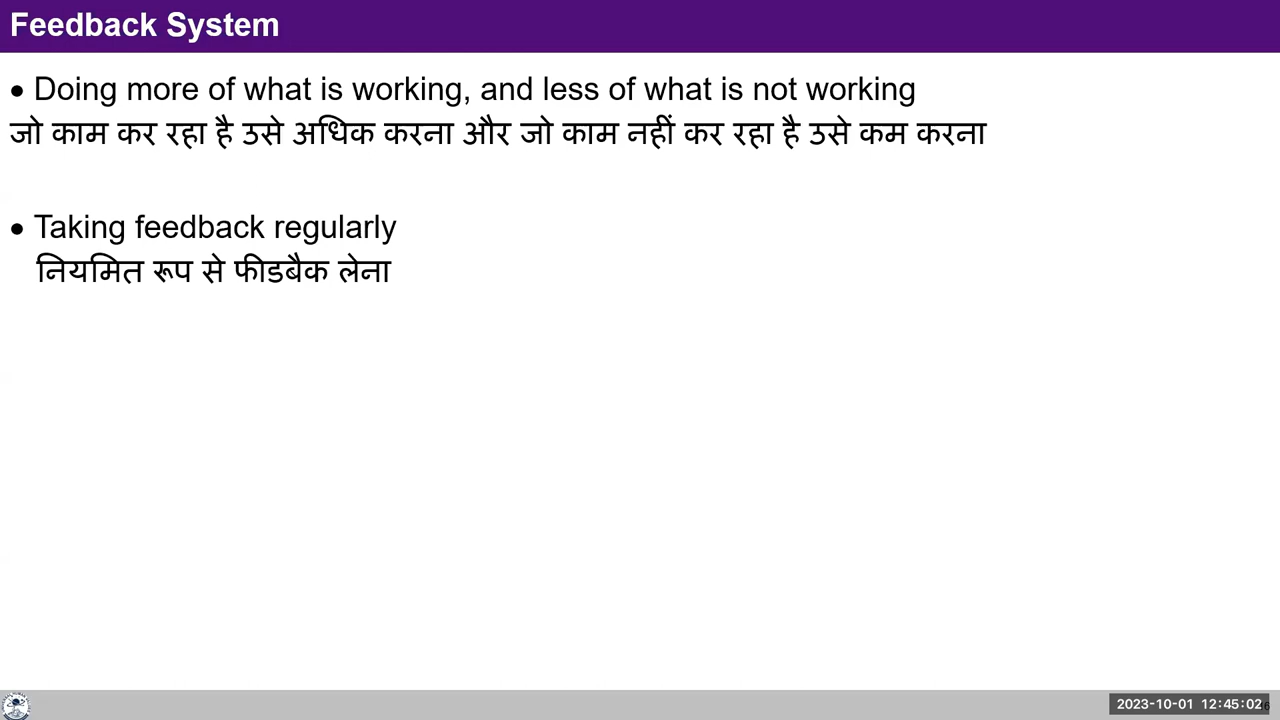 Feedback System
• Doing more of what is working, and less of what is not working
जो काम कर रहा है उसे अधिक करना और जो काम नहीं कर रहा है उसे कम करना
• Taking feedback regularly
नियमित रूप से फीडबैक लेना
2023-10-01 12:45:02